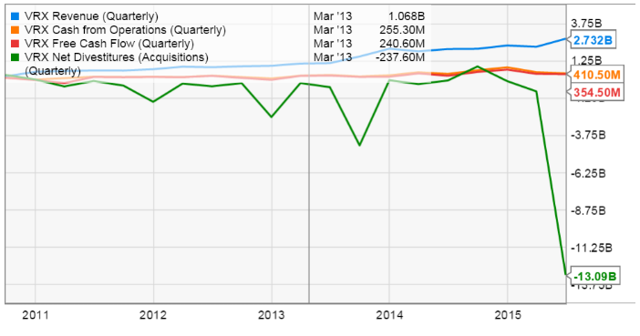 VRX Revenue (Quarterly) Mar '13 1.068B
VRX Cash from Operations (Quarterly) Mar '13 255.30M
VRX Free Cash Flow (Quarterly) Mar '13 240.60M
VRX Net Divestitures (Acquisitions) Mar '13 -237.60M
(Quarterly)
3.75B
2.732B
1.25B
410.50M
354.50M
-3.75B
-6.25B
-8.75B
-11.25B
-13.09B
2011 2012 2013 2014 2015